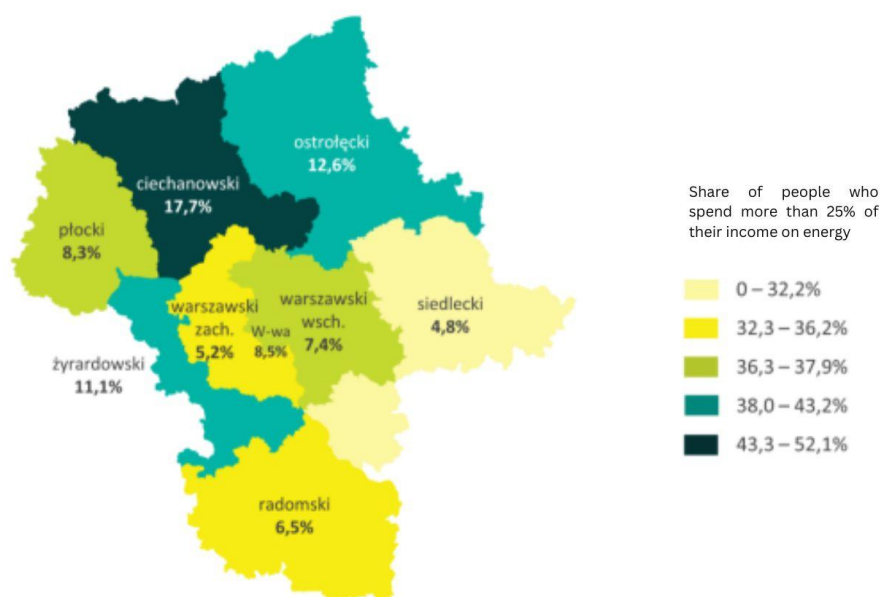 ostrołęcki
12,6%
ciechanowski
17,7%
płocki
8,3%
warszawski
zach.
5,2%
W-wa
8,5%
warszawski
wsch.
7,4%
siedlecki
4,8%
żyrardowski
11,1%
radomski
6,5%
Share of people who
spend more than 25% of
their income on energy
0 – 32,2%
32,3 – 36,2%
36,3 – 37,9%
38,0 – 43,2%
43,3 – 52,1%